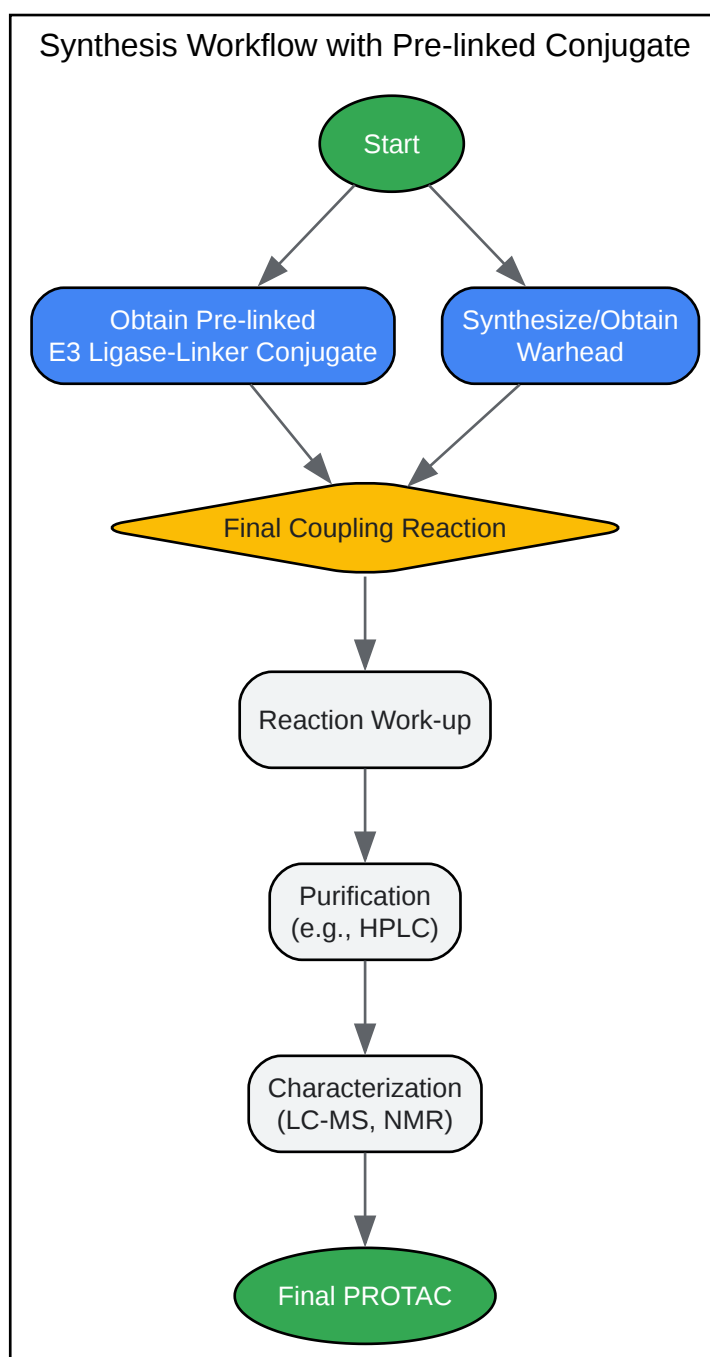 Synthesis Workflow with Pre-linked Conjugate
Start
Obtain Pre-linked
E3 Ligase-Linker Conjugate
Synthesize/Obtain
Warhead
Final Coupling Reaction
Reaction Work-up
Purification
(e.g., HPLC)
Characterization
(LC-MS, NMR)
Final PROTAC